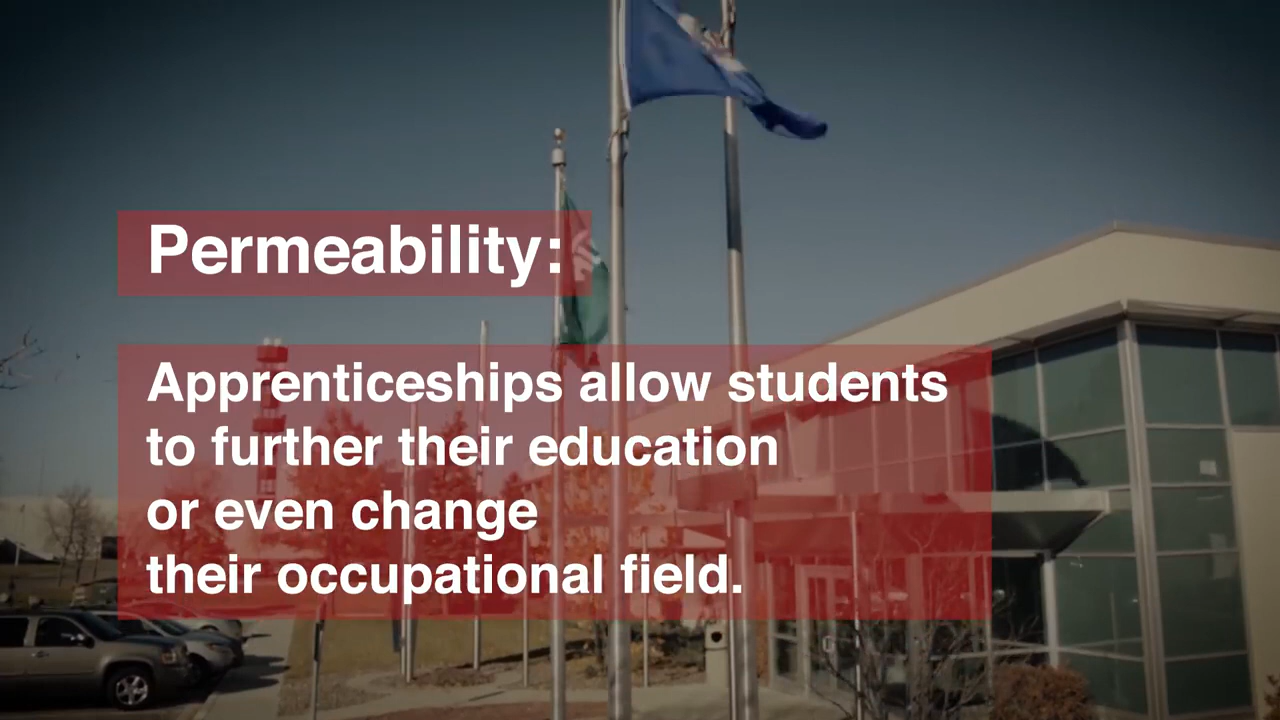 Permeability:
Apprenticeships allow students
to further their education
or even change
their occupational field.